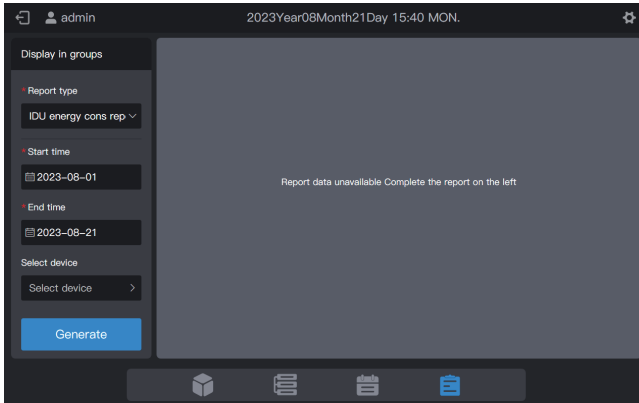 admin
2023Year08Month21Day 15:40 MON.
Display in groups
* Report type
IDU energy cons rep
* Start time
2023-08-01
* End time
2023-08-21
Select device
Select device
Generate
Report data unavailable Complete the report on the left